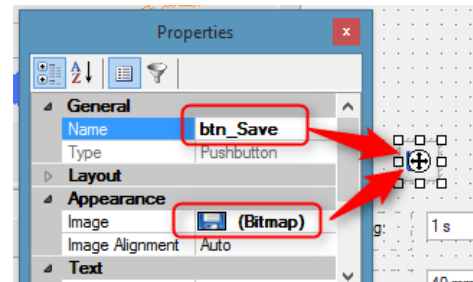 Properties
x
A
Z
General
Name btn_Save
Type Pushbutton
Layout
Appearance
Image (Bitmap)
Image Alignment Auto
Text
g: 1 s